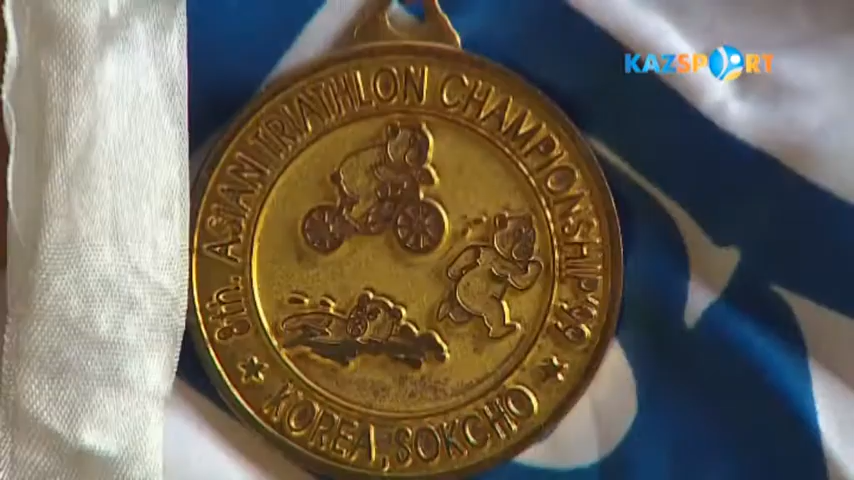 KAZSPORT
8th. ASIAN TRIATHLON CHAMPIONSHIP '99
KOREA, SOKCHO